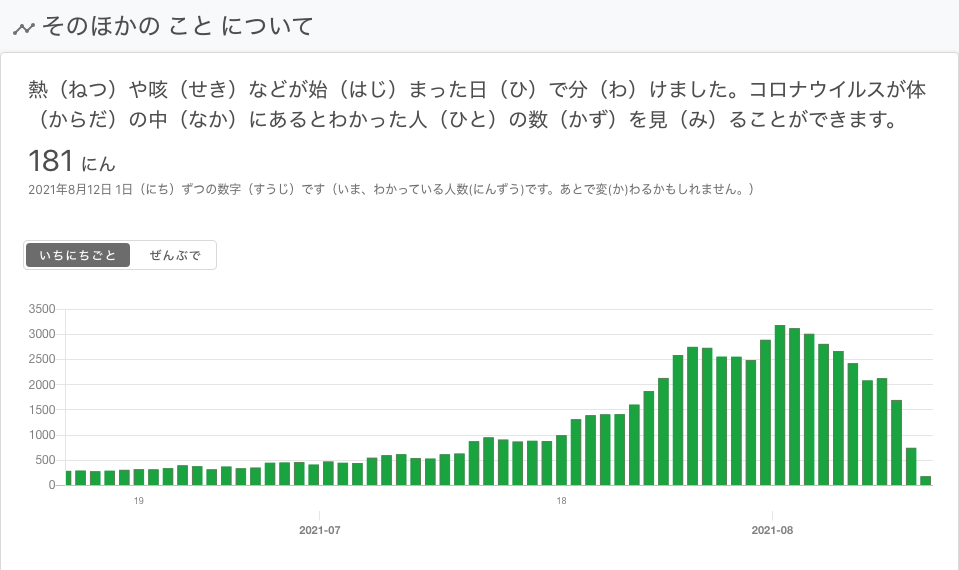 そのほかの こと について
熱（ねつ）や咳（せき）などが始（はじ）まった日（ひ）で分（わ）けました。コロナウイルスが体
（からだ）の中（なか）にあるとわかった人（ひと）の数（かず）を見（み）ることができます。
181 にん
2021年8月12日 1日（にち）ずつの数字（すうじ）です（いま、わかっている人数(にんずう)です。あとで変(か)わるかもしれません。）
いちにちごと ぜんぶで
3500
3000
2500
2000
1500
1000
500
0
19 18
2021-07 2021-08